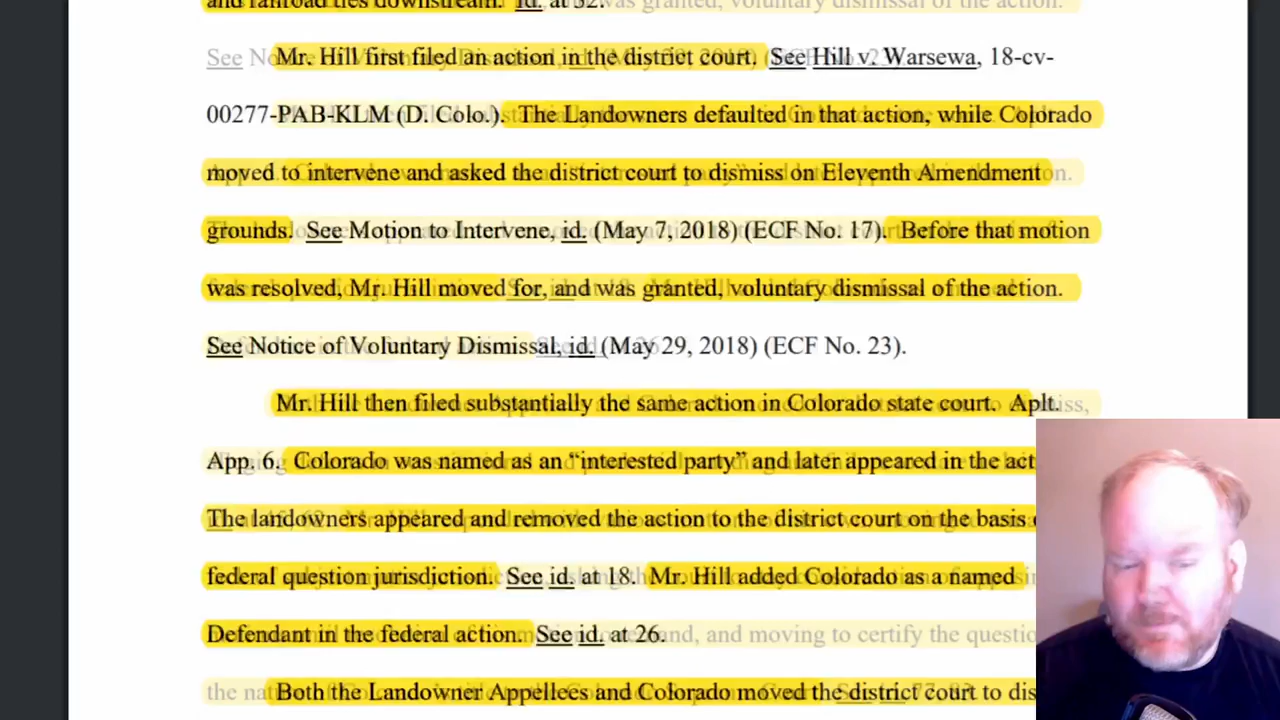 and railroad ties downstream. Id. at 32.
Mr. Hill first filed an action in the district court. See Hill v. Warsewa, 18-cv-
00277-PAB-KLM (D. Colo.). The Landowners defaulted in that action, while Colorado
moved to intervene and asked the district court to dismiss on Eleventh Amendment
grounds. See Motion to Intervene, id. (May 7, 2018) (ECF No. 17). Before that motion
was resolved, Mr. Hill moved for, and was granted, voluntary dismissal of the action.
See Notice of Voluntary Dismissal, id. (May 29, 2018) (ECF No. 23).
Mr. Hill then filed substantially the same action in Colorado state court. Aplt.
App. 6. Colorado was named as an “interested party” and later appeared in the act
The landowners appeared and removed the action to the district court on the basis
federal question jurisdiction. See id. at 18. Mr. Hill added Colorado as a named
Defendant in the federal action. See id. at 26.
Both the Landowner Appellees and Colorado moved the district court to dis